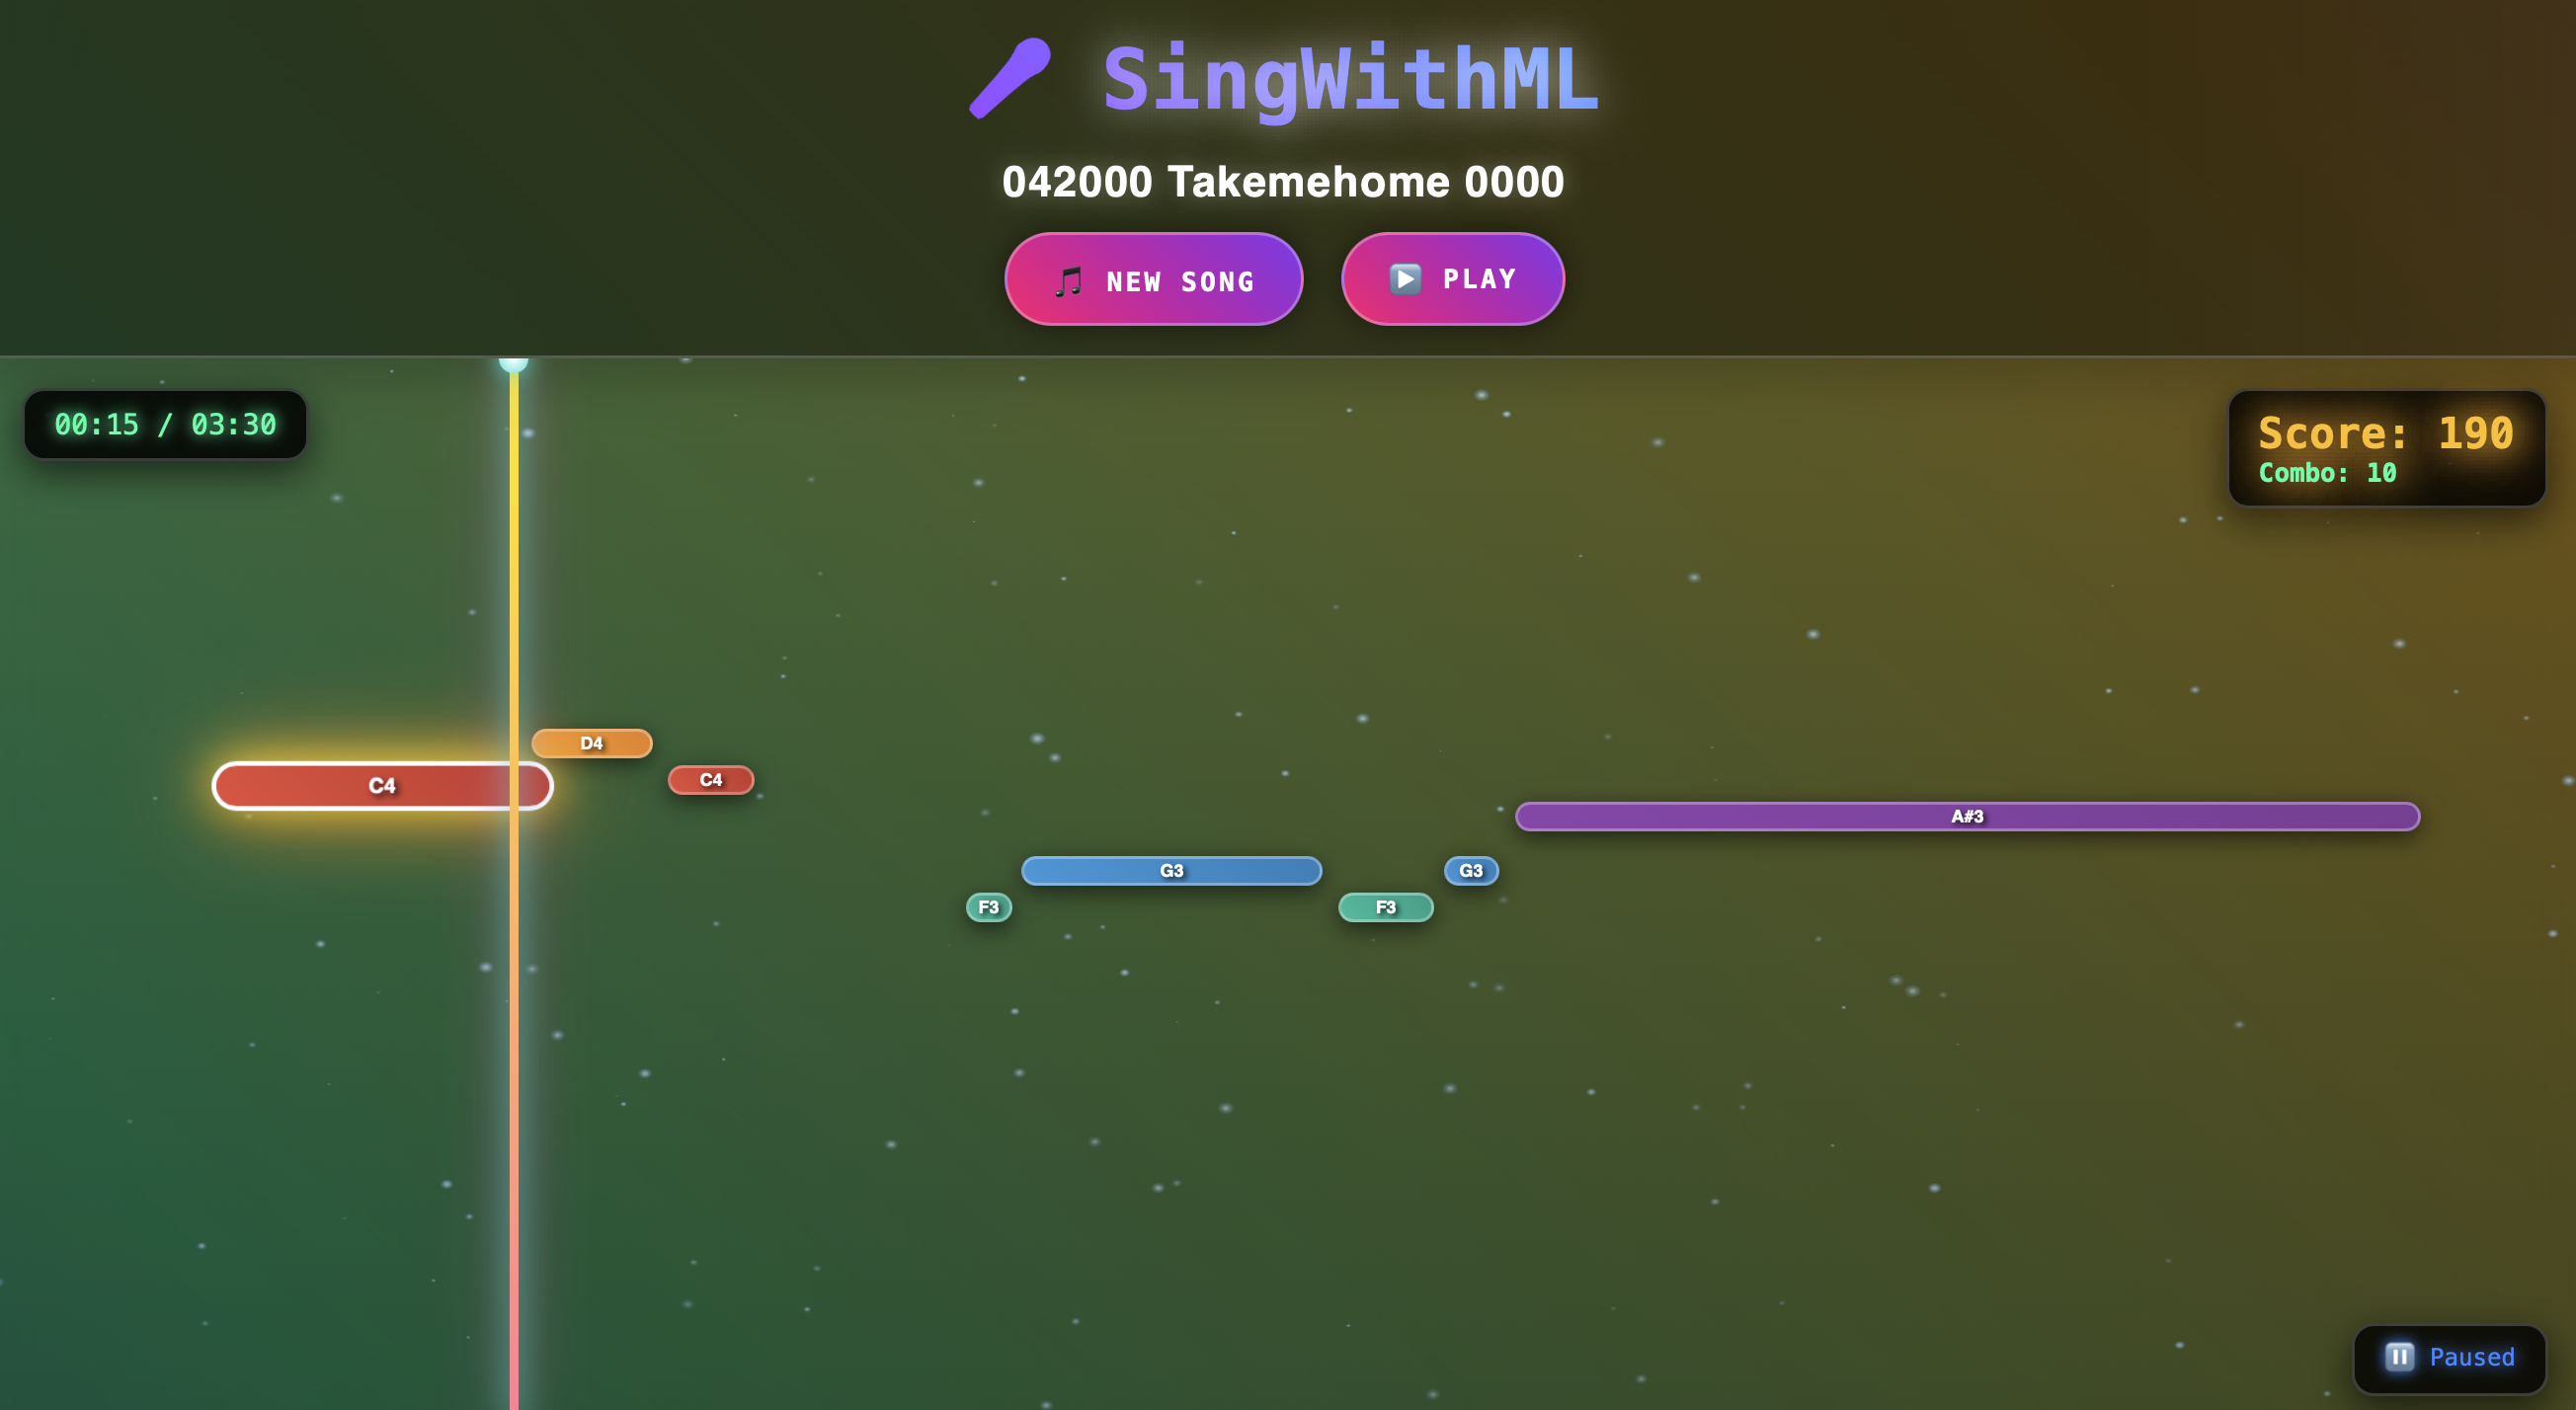 SingWithML
042000 Takemehome 0000
NEW SONG
PLAY
00:15 / 03:30
Score: 190
Combo: 10
D4
C4
C4
A#3
G3
G3
F3
F3
Paused